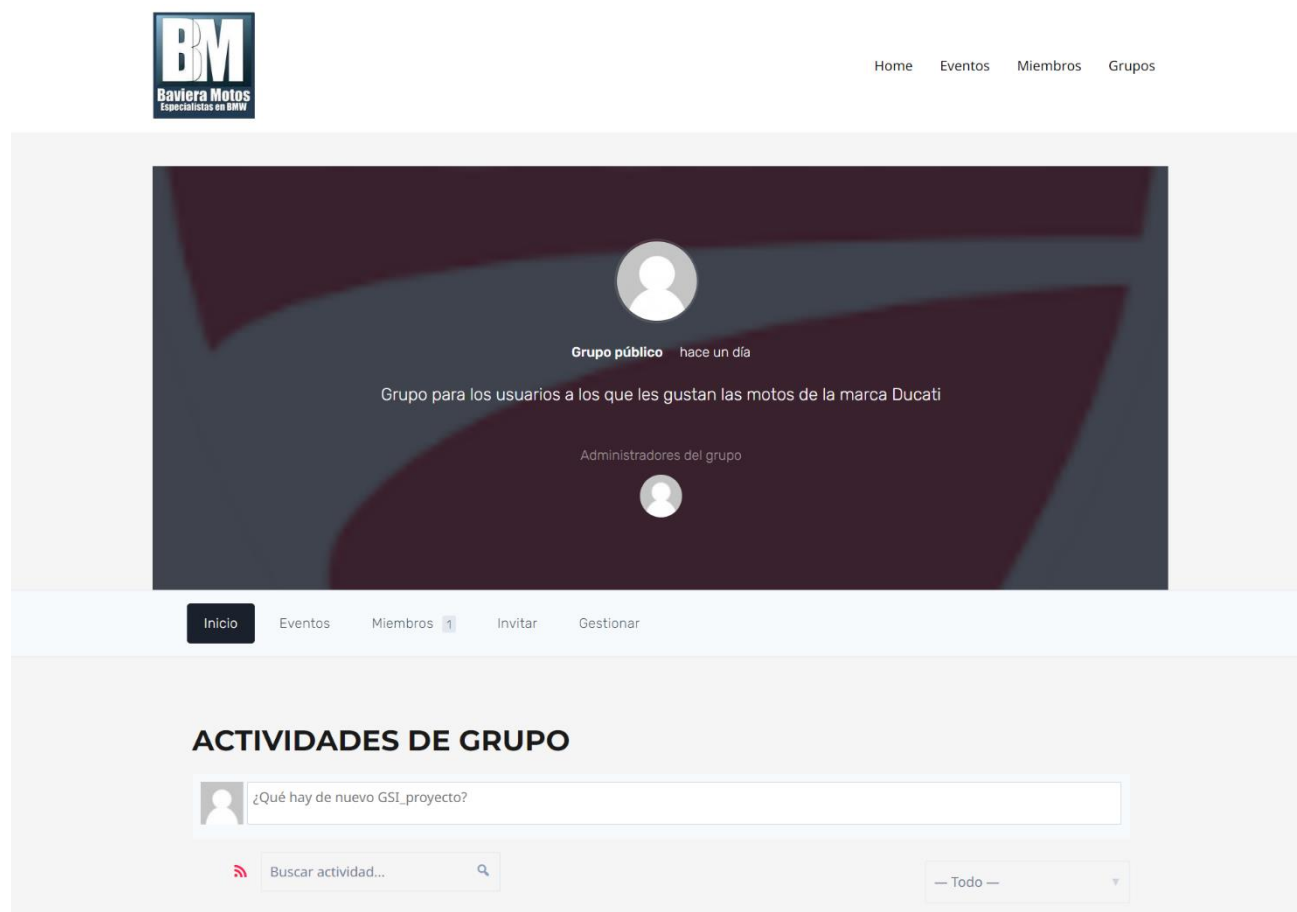 BM
Baviera Motos
Especialistas en BMW
Home Eventos Miembros Grupos
Grupo público hace un día
Grupo para los usuarios a los que les gustan las motos de la marca Ducati
Administradores del grupo
Inicio Eventos Miembros 1 Invitar Gestionar
ACTIVIDADES DE GRUPO
¿Qué hay de nuevo GSI_proyecto?
Buscar actividad... — Todo —